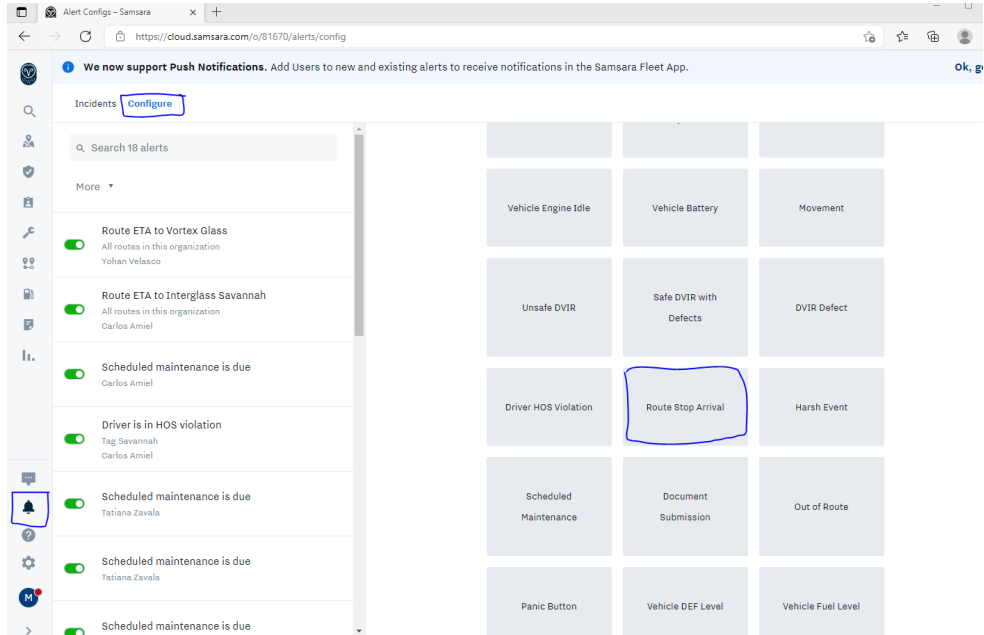 Alert Configs – Samsara
https://cloud.samsara.com/o/81670/alerts/config
We now support Push Notifications. Add Users to new and existing alerts to receive notifications in the Samsara Fleet App.
Ok, g
Incidents
Configure
Search 18 alerts
More
Route ETA to Vortex Glass
All routes in this organization
Yohan Velasco
Route ETA to Interglass Savannah
All routes in this organization
Carlos Amiel
Scheduled maintenance is due
Carlos Amiel
Driver is in HOS violation
Tag Savannah
Carlos Amiel
Scheduled maintenance is due
Tatiana Zavala
Scheduled maintenance is due
Tatiana Zavala
Scheduled maintenance is due
M
Vehicle Engine Idle
Vehicle Battery
Movement
Unsafe DVIR
Safe DVIR with
Defects
DVIR Defect
Driver HOS Violation
Route Stop Arrival
Harsh Event
Scheduled
Maintenance
Document
Submission
Out of Route
Panic Button
Vehicle DEF Level
Vehicle Fuel Level